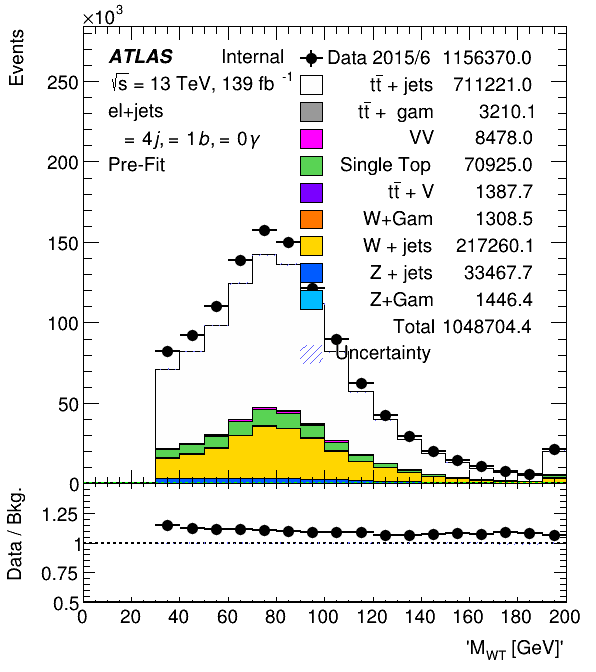 ×10³
Events
ATLAS Internal
√s = 13 TeV, 139 fb⁻¹
el+jets
= 4j, = 1b, = 0γ
Pre-Fit
Data 2015/6 1156370.0
tt̄ + jets 711221.0
tt̄ + gam 3210.1
VV 8478.0
Single Top 70925.0
tt̄ + V 1387.7
W+Gam 1308.5
W + jets 217260.1
Z + jets 33467.7
Z+Gam 1446.4
Total 1048704.4
Uncertainty
250
200
150
100
50
0
Data / Bkg.
1.25
1
0.75
0.5
0 20 40 60 80 100 120 140 160 180 200
'M_WT [GeV]'